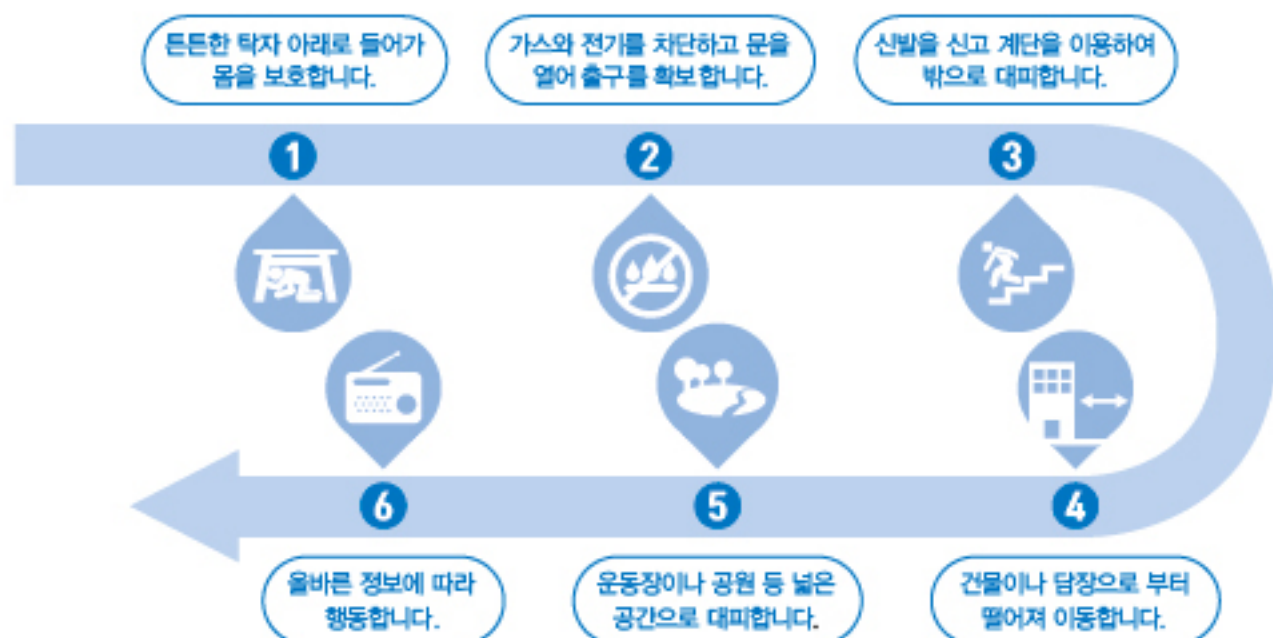 튼튼한 탁자 아래로 들어가
몸을 보호합니다.
가스와 전기를 차단하고 문을
열어 출구를 확보합니다.
신발을 신고 계단을 이용하여
밖으로 대피합니다.
1
2
3
6
5
4
올바른 정보에 따라
행동합니다.
운동장이나 공원 등 넓은
공간으로 대피합니다.
건물이나 담장으로 부터
떨어져 이동합니다.